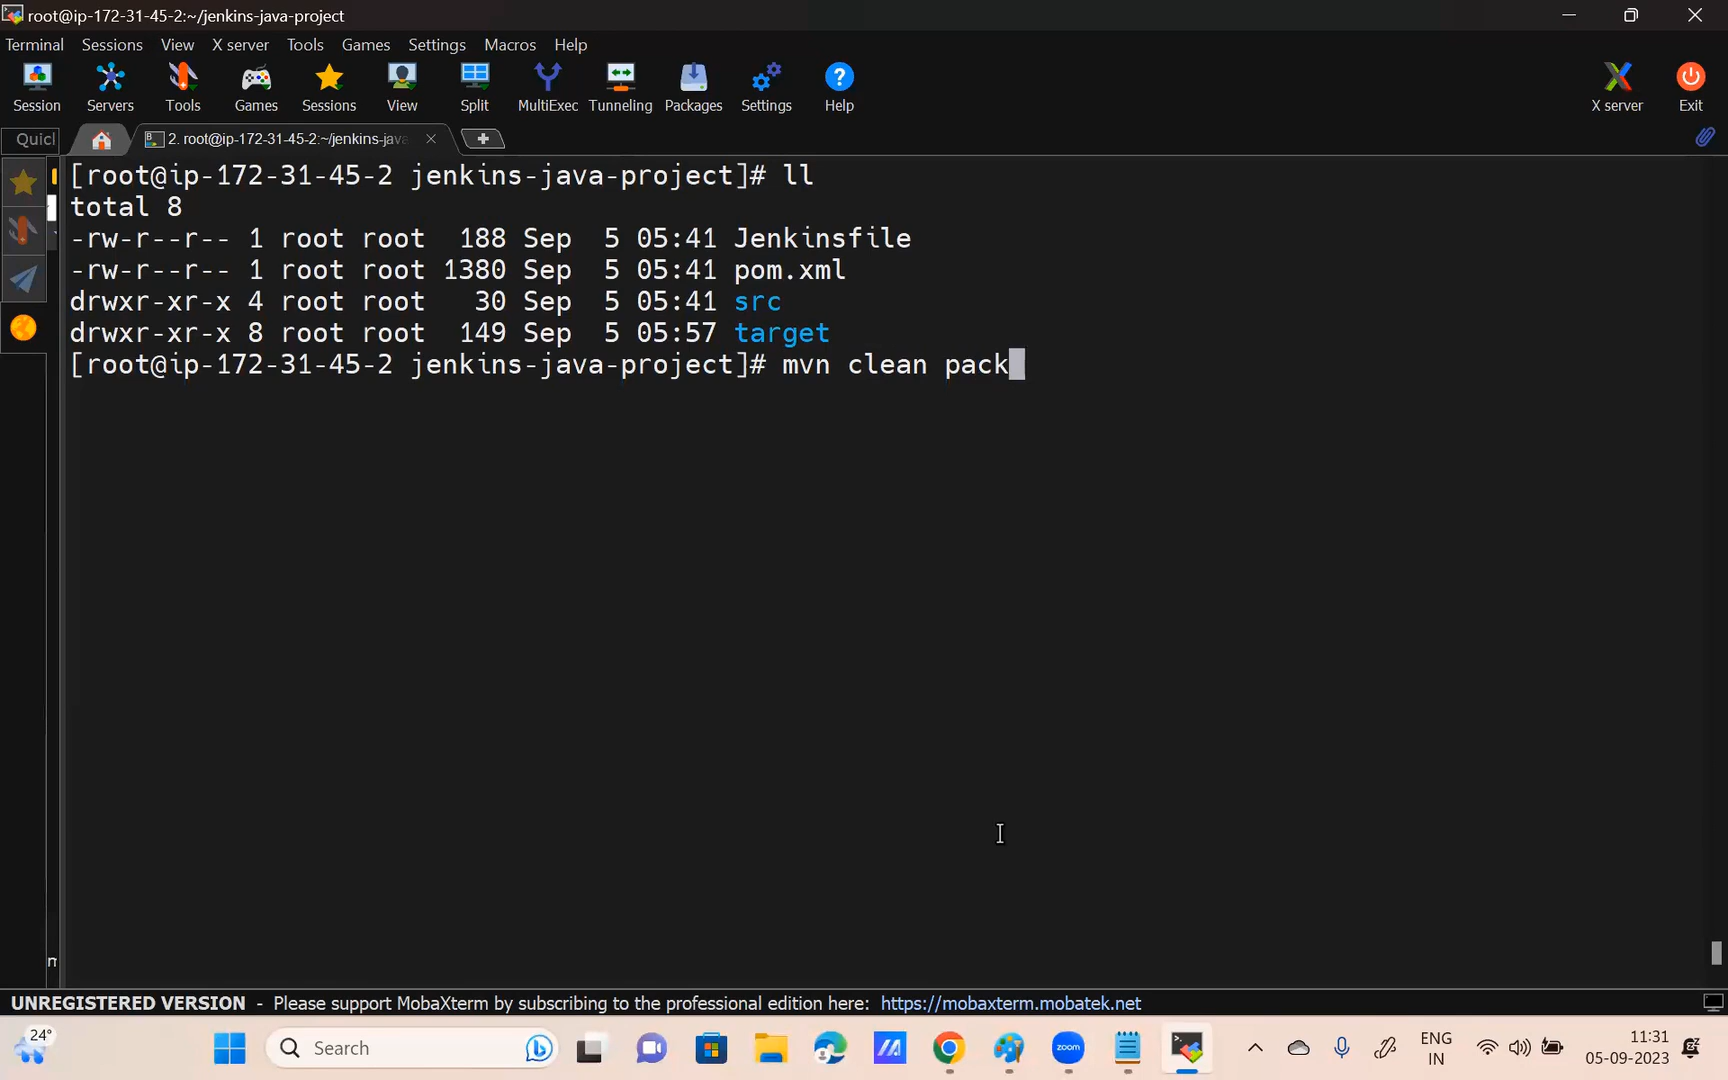 root@ip-172-31-45-2:~/jenkins-java-project
Terminal Sessions View X server Tools Games Settings Macros Help
Session Servers Tools Games Sessions View Split MultiExec Tunneling Packages Settings Help X server Exit
Quicl 2. root@ip-172-31-45-2:~/jenkins-java
[root@ip-172-31-45-2 jenkins-java-project]# ll
total 8
-rw-r--r-- 1 root root  188 Sep  5 05:41 Jenkinsfile
-rw-r--r-- 1 root root 1380 Sep  5 05:41 pom.xml
drwxr-xr-x 4 root root   30 Sep  5 05:41 src
drwxr-xr-x 8 root root  149 Sep  5 05:57 target
[root@ip-172-31-45-2 jenkins-java-project]# mvn clean pack
UNREGISTERED VERSION - Please support MobaXterm by subscribing to the professional edition here: https://mobaxterm.mobatek.net
24° Search zoom ENG 11:31
IN 05-09-2023